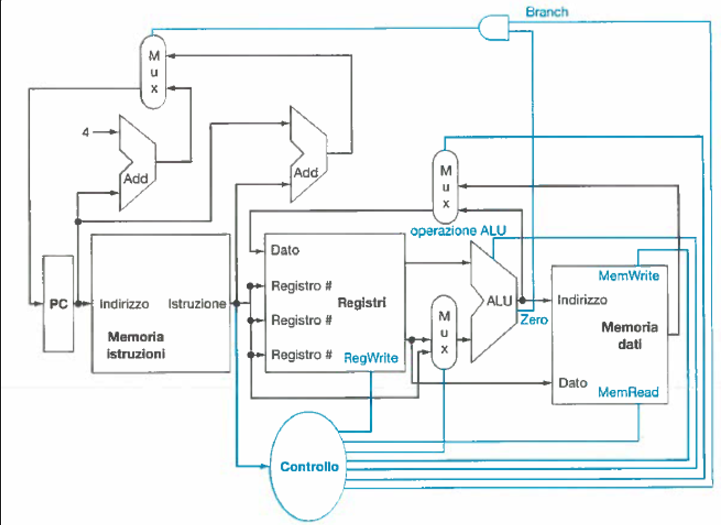 Branch
M
u
x
4
Add
Add
M
u
x
operazione ALU
Dato
Registro #
Registri
Registro #
Registro #
RegWrite
PC
Indirizzo
Istruzione
Memoria
istruzioni
M
u
x
ALU
Zero
MemWrite
Indirizzo
Memoria
dati
Dato
MemRead
Controllo